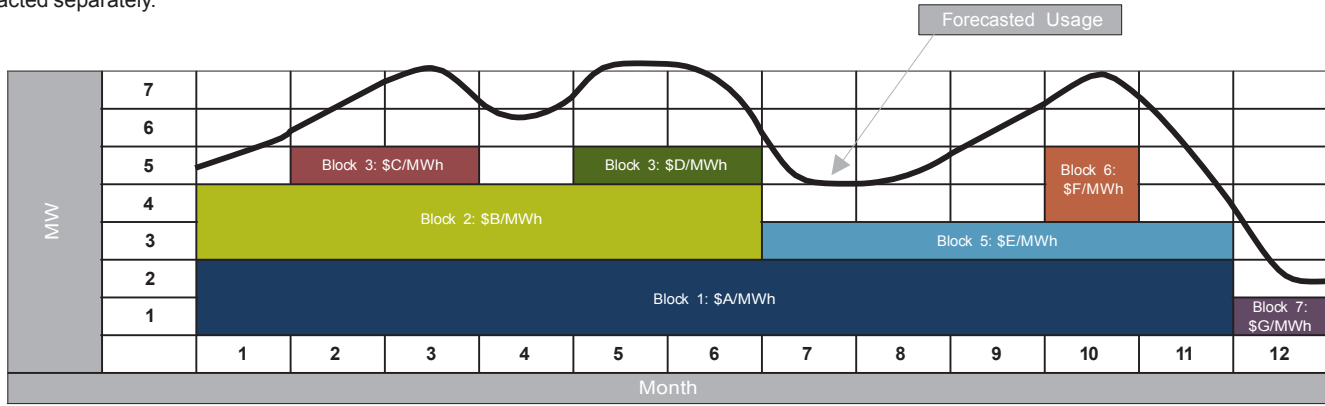 acted separately.
Forecasted Usage
MW
7
6
5
4
3
2
1
Block 3: $C/MWh
Block 3: $D/MWh
Block 6:
$F/MWh
Block 2: $B/MWh
Block 5: $E/MWh
Block 1: $A/MWh
Block 7:
$G/MWh
1 2 3 4 5 6 7 8 9 10 11 12
Month